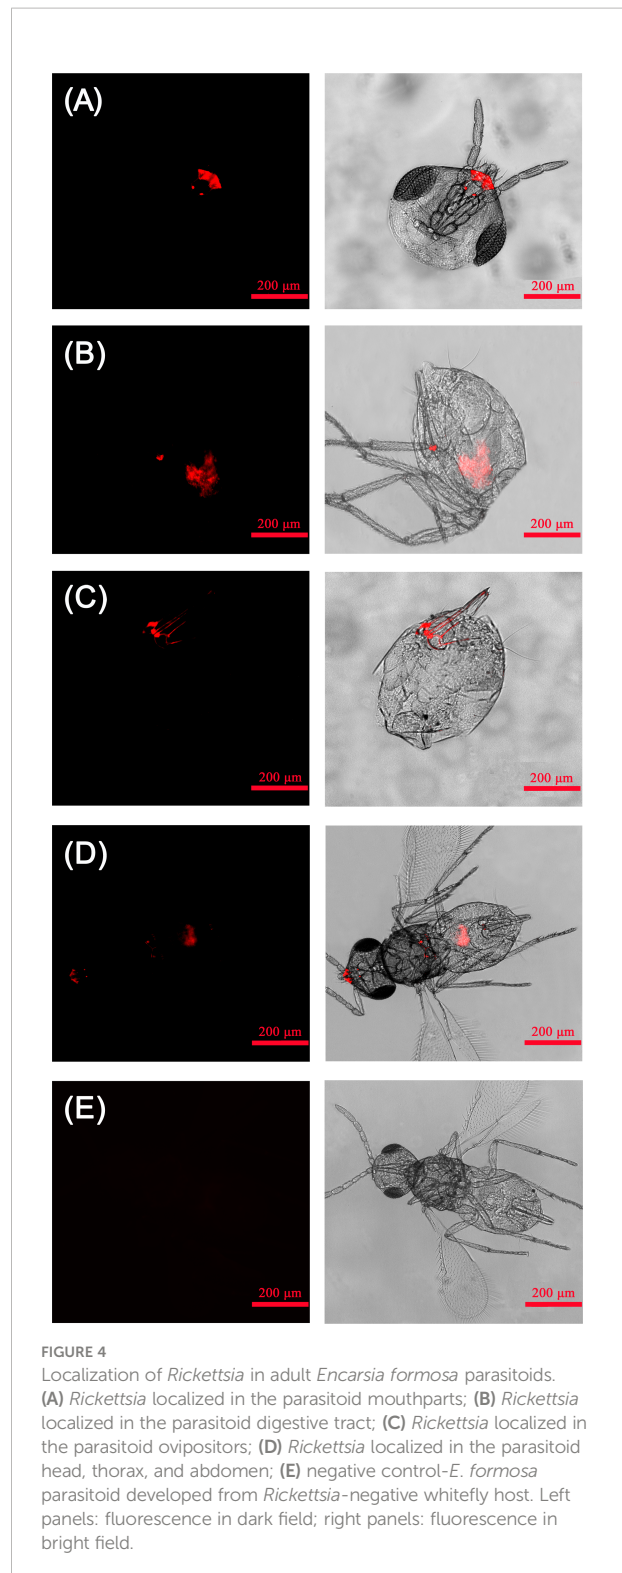 (A)
200 µm
200 µm
(B)
200 µm
200 µm
(C)
200 µm
200 µm
(D)
200 µm
200 µm
(E)
200 µm
200 µm
FIGURE 4
Localization of Rickettsia in adult Encarsia formosa parasitoids.
(A) Rickettsia localized in the parasitoid mouthparts; (B) Rickettsia
localized in the parasitoid digestive tract; (C) Rickettsia localized in
the parasitoid ovipositors; (D) Rickettsia localized in the parasitoid
head, thorax, and abdomen; (E) negative control-E. formosa
parasitoid developed from Rickettsia-negative whitefly host. Left
panels: fluorescence in dark field; right panels: fluorescence in
bright field.